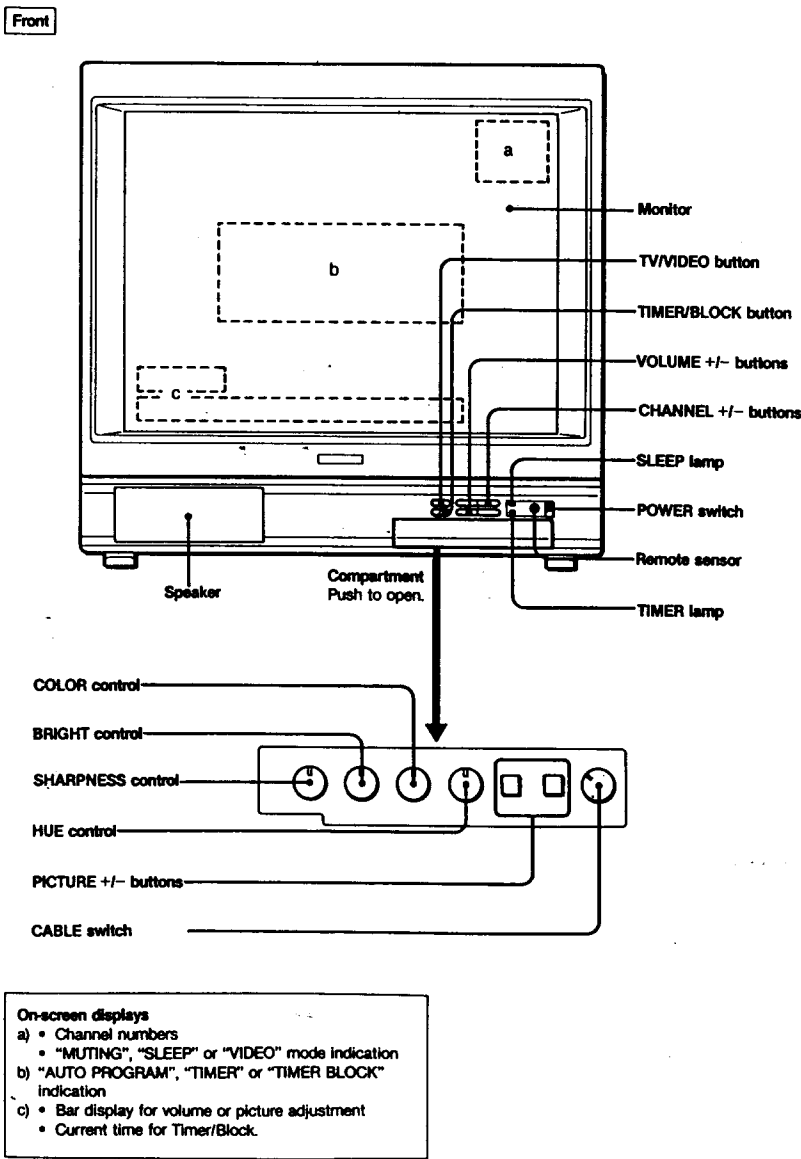 Front
a
Monitor
b
TV/VIDEO button
TIMER/BLOCK button
VOLUME +/− buttons
c
CHANNEL +/− buttons
SLEEP lamp
POWER switch
Remote sensor
Speaker
Compartment
Push to open.
TIMER lamp
COLOR control
BRIGHT control
SHARPNESS control
HUE control
PICTURE +/− buttons
CABLE switch
On-screen displays
a) • Channel numbers
• “MUTING”, “SLEEP” or “VIDEO” mode indication
b) “AUTO PROGRAM”, “TIMER” or “TIMER BLOCK”
indication
c) • Bar display for volume or picture adjustment
• Current time for Timer/Block.